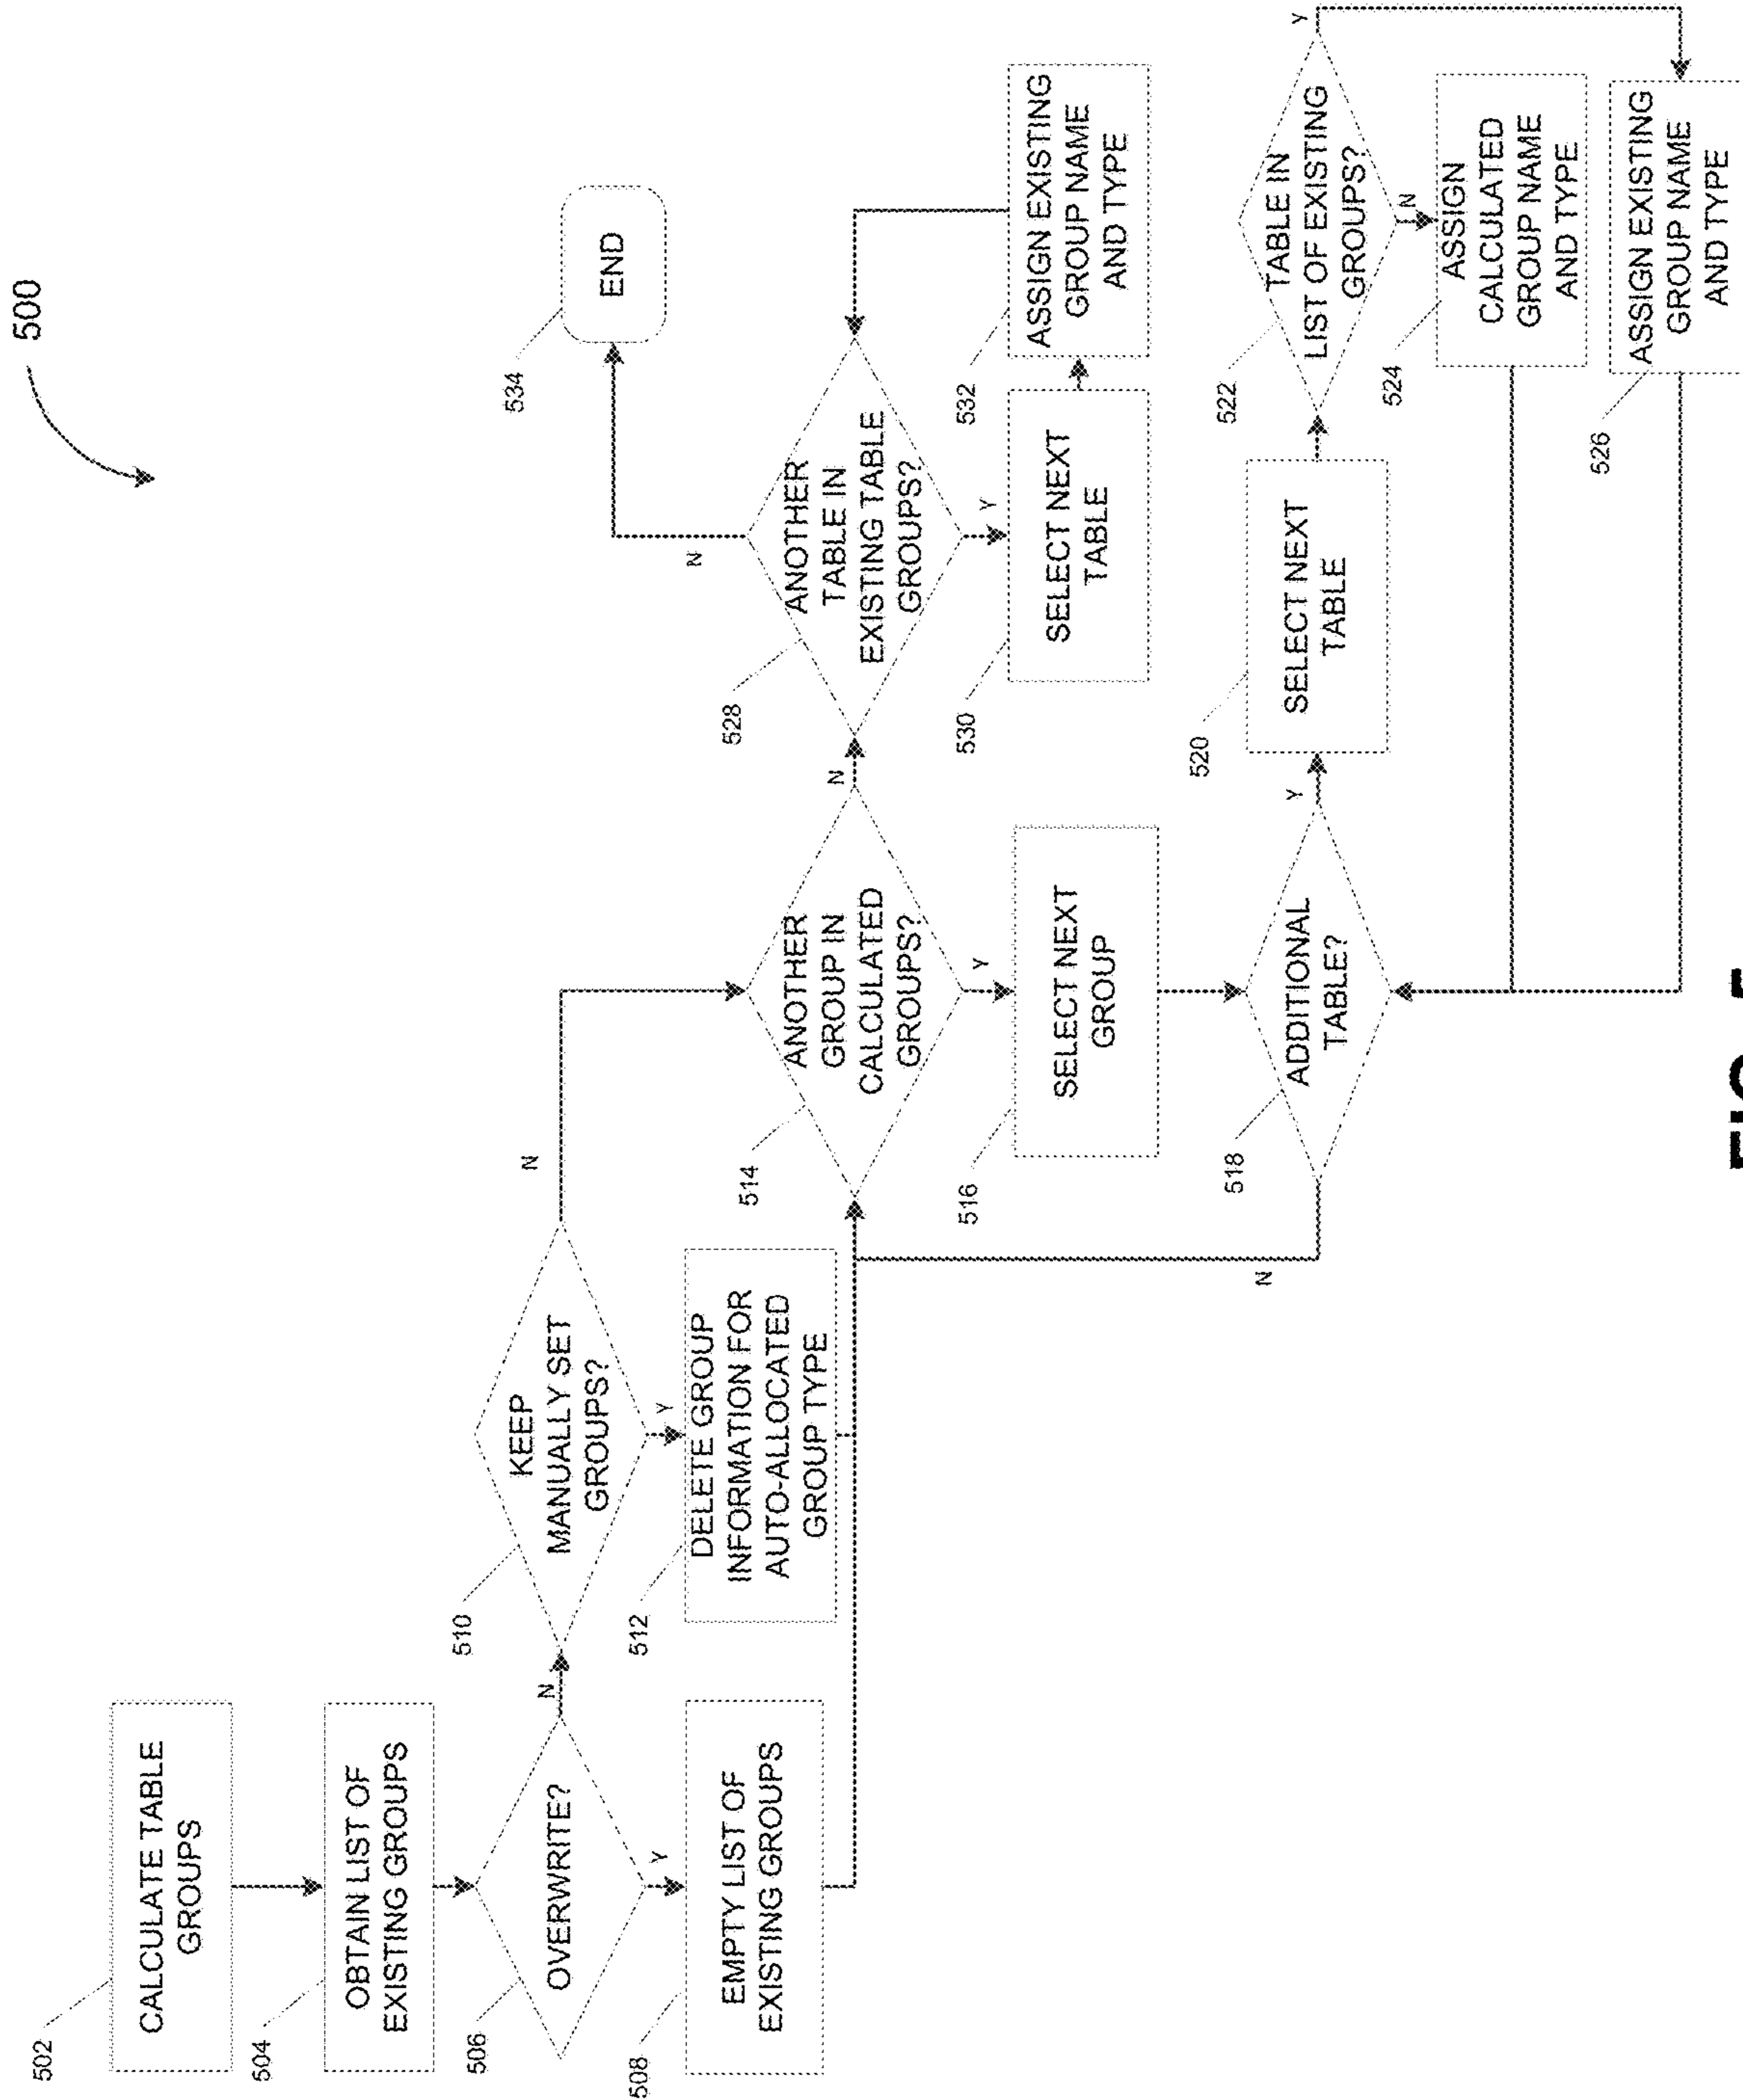 500
502
CALCULATE TABLE
GROUPS
504
OBTAIN LIST OF
EXISTING GROUPS
506
OVERWRITE?
N
Y
508
EMPTY LIST OF
EXISTING GROUPS
510
KEEP
MANUALLY SET
GROUPS?
N
Y
512
DELETE GROUP
INFORMATION FOR
AUTO-ALLOCATED
GROUP TYPE
514
ANOTHER
GROUP IN
CALCULATED
GROUPS?
N
Y
516
SELECT NEXT
GROUP
518
ADDITIONAL
TABLE?
N
Y
520
SELECT NEXT
TABLE
522
TABLE IN
LIST OF EXISTING
GROUPS?
Y
N
524
ASSIGN
CALCULATED
GROUP NAME
AND TYPE
526
ASSIGN EXISTING
GROUP NAME
AND TYPE
528
ANOTHER
TABLE IN
EXISTING TABLE
GROUPS?
N
Y
530
SELECT NEXT
TABLE
532
ASSIGN EXISTING
GROUP NAME
AND TYPE
534
END